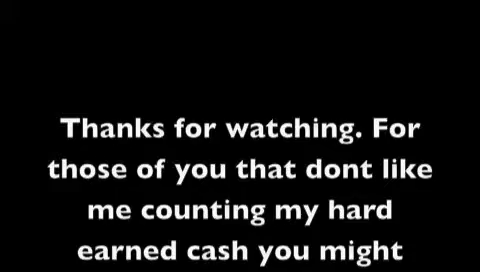 Thanks for watching. For
those of you that dont like
me counting my hard
earned cash you might